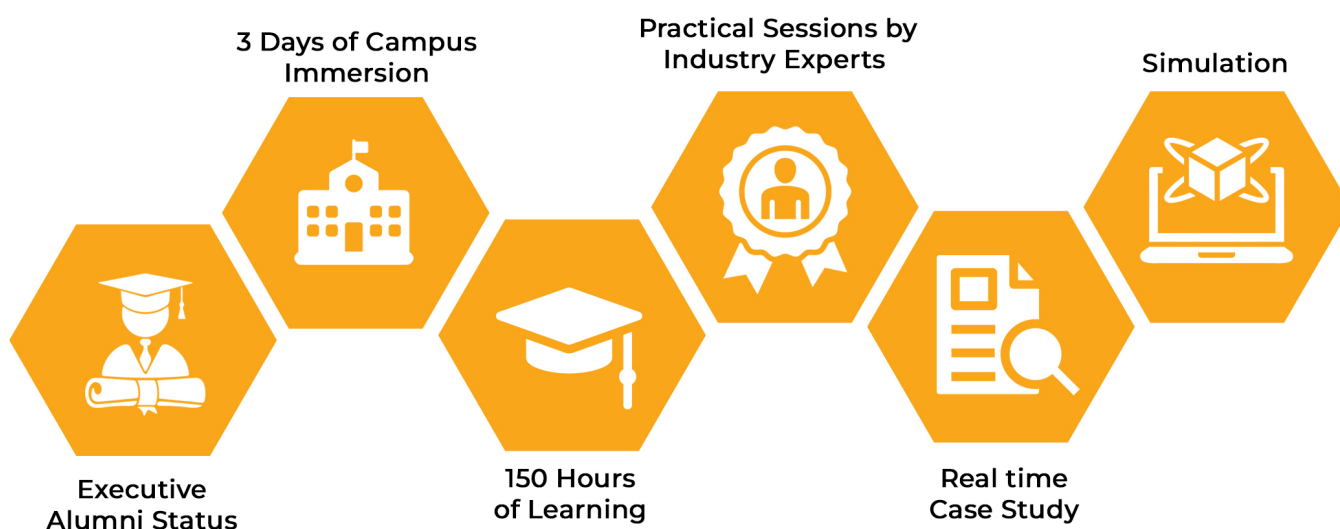 3 Days of Campus
Immersion
Practical Sessions by
Industry Experts
Simulation
Executive
Alumni Status
150 Hours
of Learning
Real time
Case Study